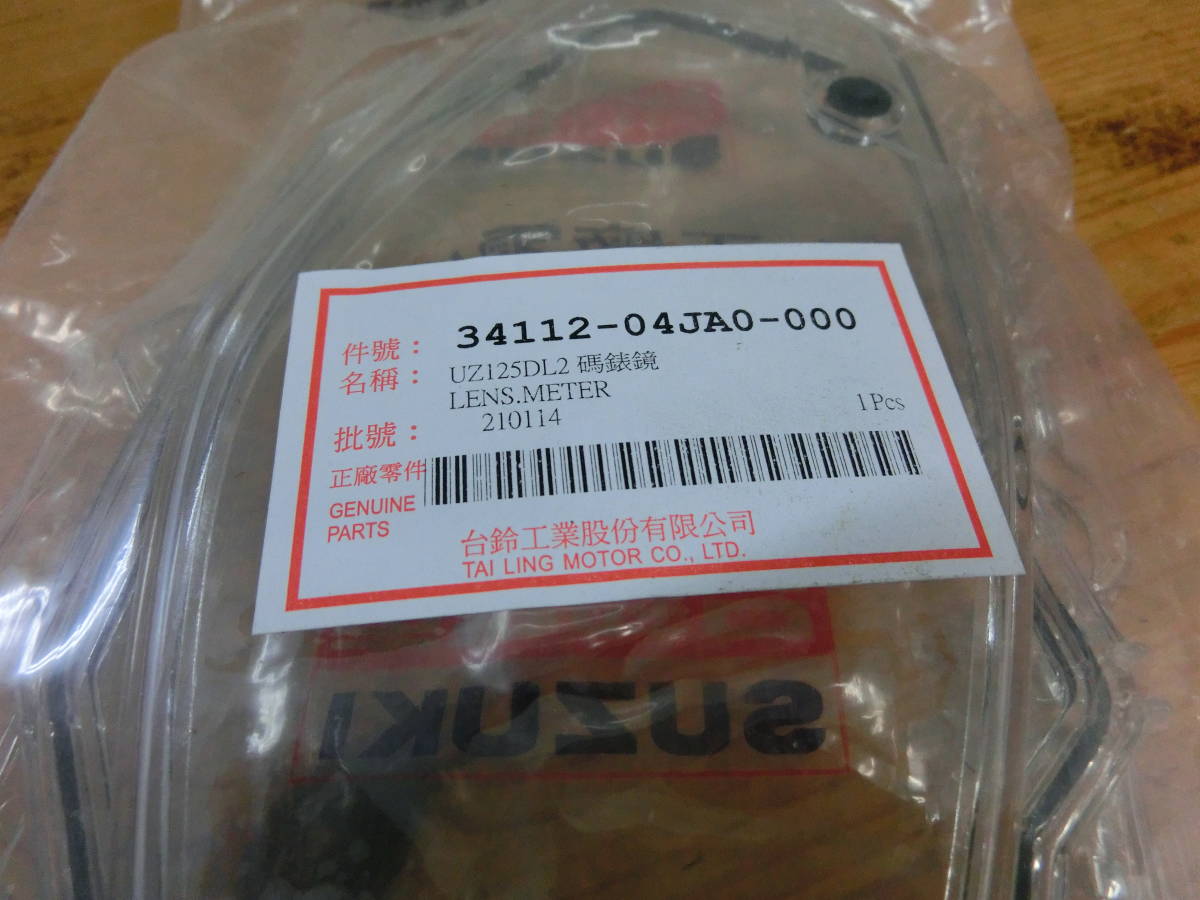 件號： 34112-04JA0-000
名稱： UZ125DL2 碼錶鏡
LENS.METER
批號： 210114 1Pcs
正廠零件
GENUINE
PARTS
台鈴工業股份有限公司
TAI LING MOTOR CO., LTD.
SUZUKI